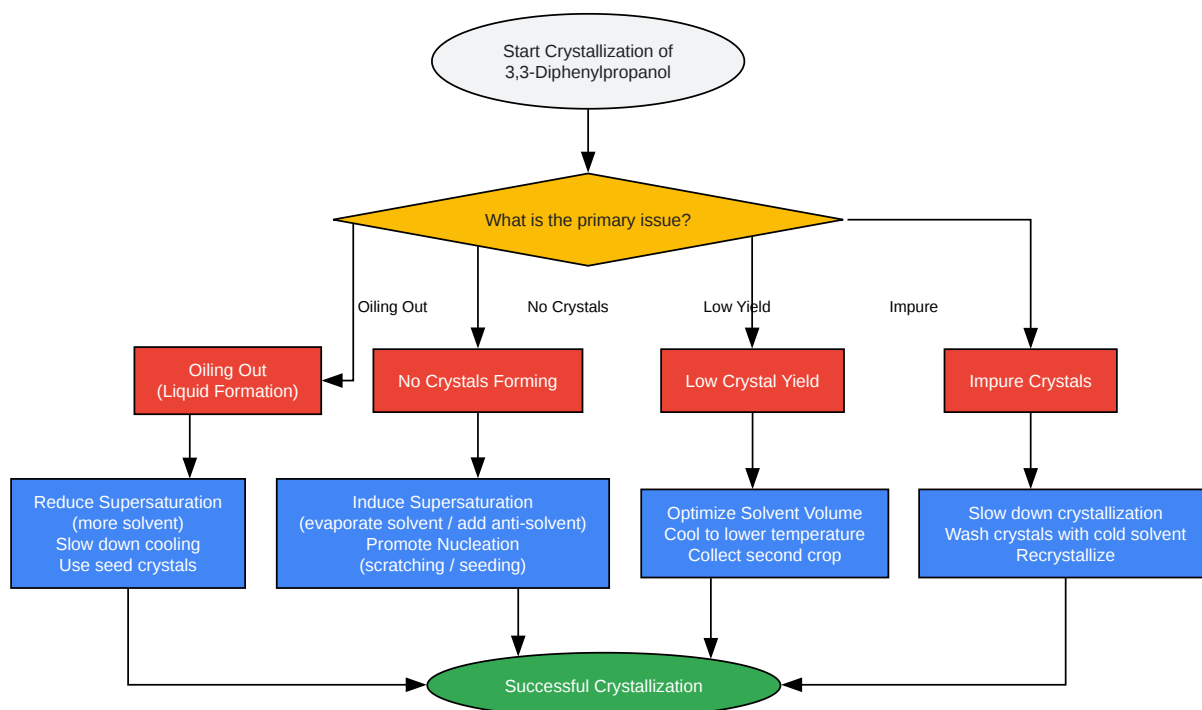 Start Crystallization of
3,3-Diphenylpropanol
What is the primary issue?
Oiling Out
No Crystals
Low Yield
Impure
Oiling Out
(Liquid Formation)
No Crystals Forming
Low Crystal Yield
Impure Crystals
Reduce Supersaturation
(more solvent)
Slow down cooling
Use seed crystals
Induce Supersaturation
(evaporate solvent / add anti-solvent)
Promote Nucleation
(scratching / seeding)
Optimize Solvent Volume
Cool to lower temperature
Collect second crop
Slow down crystallization
Wash crystals with cold solvent
Recrystallize
Successful Crystallization